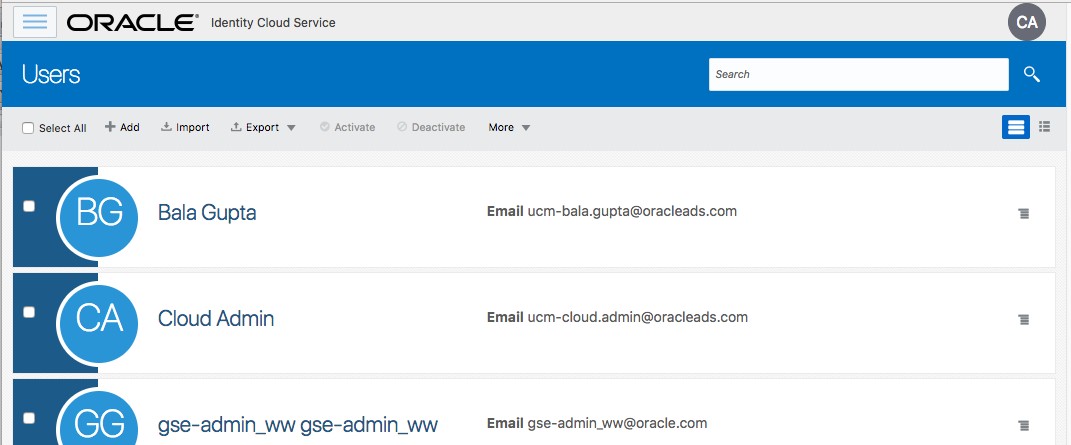 ORACLE® Identity Cloud Service CA
Users Search
Select All Add Import Export Activate Deactivate More
BG Bala Gupta Email ucm-bala.gupta@oracleads.com
CA Cloud Admin Email ucm-cloud.admin@oracleads.com
GG gse-admin_ww gse-admin_ww Email gse-admin_ww@oracle.com